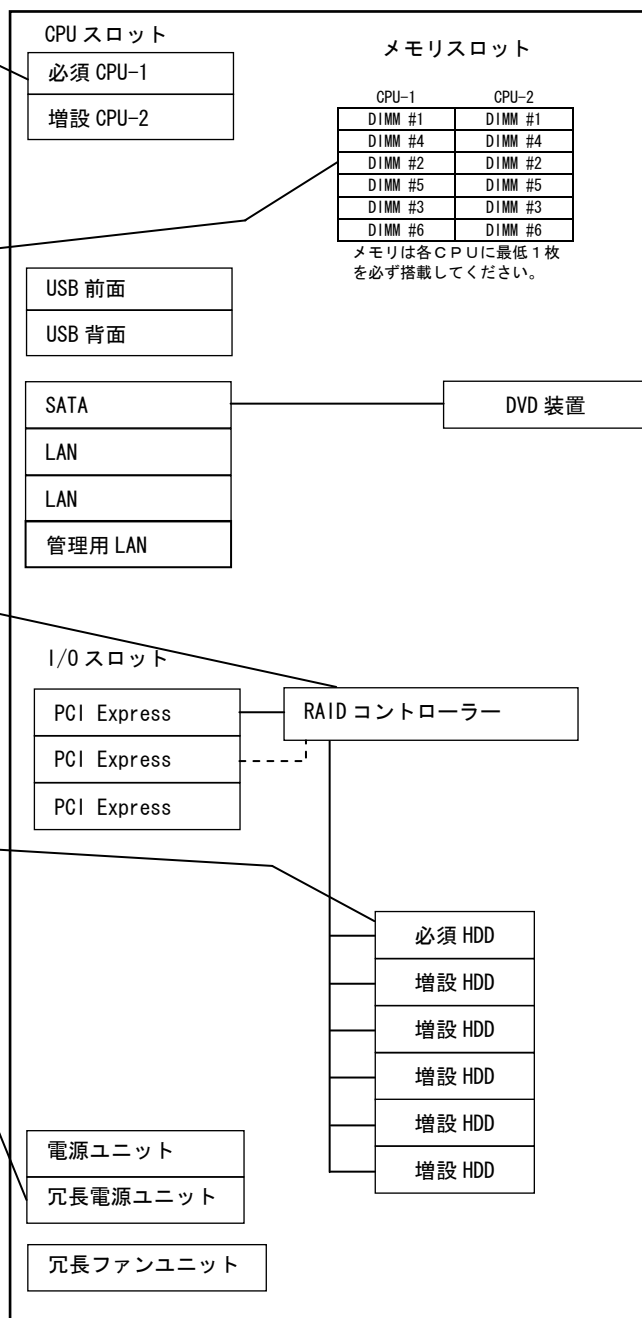 CPU スロット
必須 CPU-1
増設 CPU-2
メモリスロット
CPU-1 CPU-2
DIMM #1 DIMM #1
DIMM #4 DIMM #4
DIMM #2 DIMM #2
DIMM #5 DIMM #5
DIMM #3 DIMM #3
DIMM #6 DIMM #6
メモリは各ＣＰＵに最低１枚
を必ず搭載してください。
USB 前面
USB 背面
SATA
DVD 装置
LAN
LAN
管理用 LAN
I/O スロット
PCI Express
RAID コントローラー
PCI Express
PCI Express
必須 HDD
増設 HDD
増設 HDD
増設 HDD
増設 HDD
増設 HDD
電源ユニット
冗長電源ユニット
冗長ファンユニット